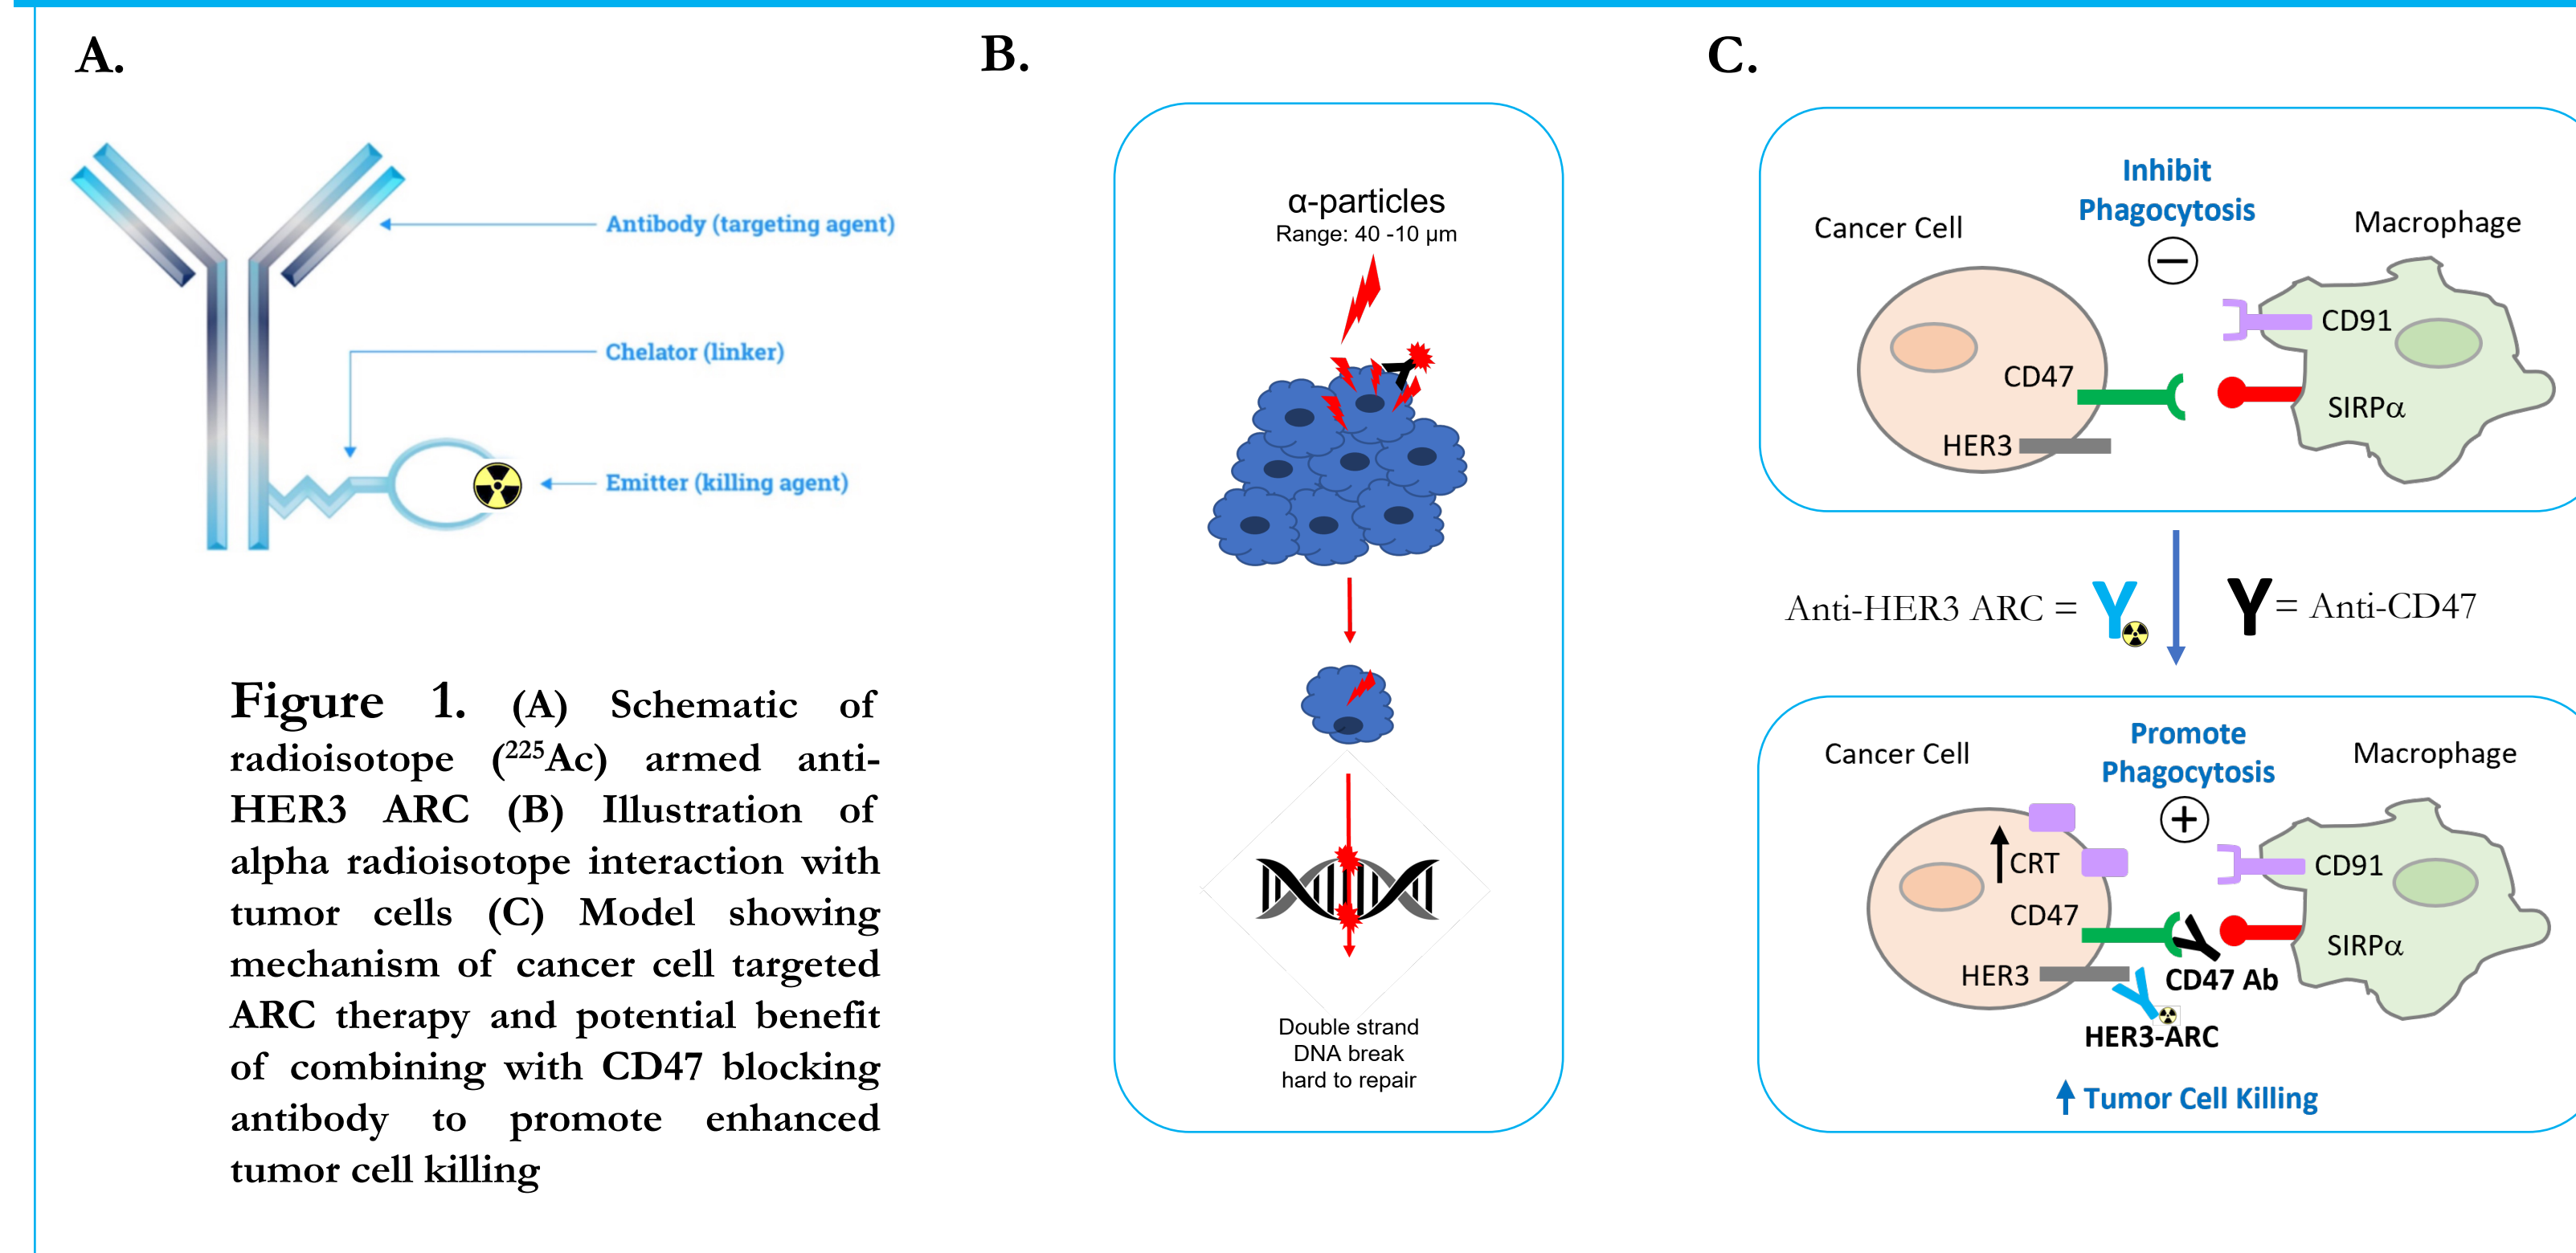 A.
Antibody (targeting agent)
Chelator (linker)
Emitter (killing agent)
Figure 1. (A) Schematic of
radioisotope (²²⁵Ac) armed anti-
HER3 ARC (B) Illustration of
alpha radioisotope interaction with
tumor cells (C) Model showing
mechanism of cancer cell targeted
ARC therapy and potential benefit
of combining with CD47 blocking
antibody to promote enhanced
tumor cell killing
B.
α-particles
Range: 40 -10 μm
Double strand
DNA break
hard to repair
C.
Inhibit
Phagocytosis
Cancer Cell
Macrophage
CD91
CD47
SIRPα
HER3
Anti-HER3 ARC =
= Anti-CD47
Promote
Phagocytosis
Cancer Cell
Macrophage
CRT
CD91
CD47
SIRPα
HER3
CD47 Ab
HER3-ARC
Tumor Cell Killing